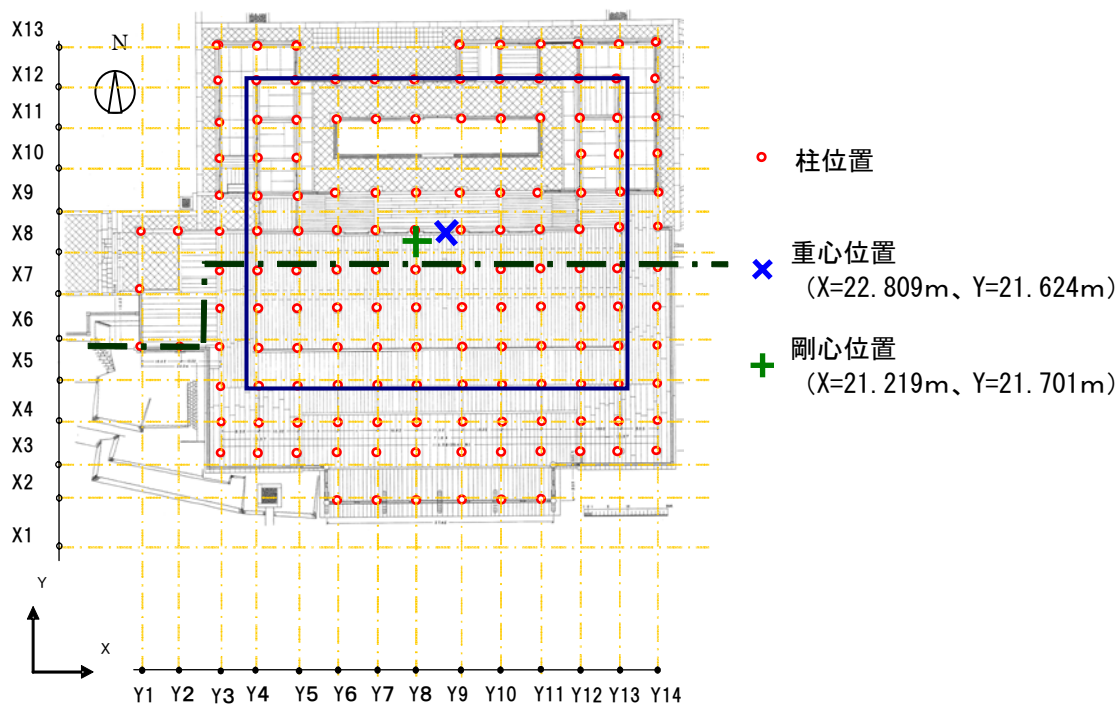 X13
X12
X11
X10
X9
X8
X7
X6
X5
X4
X3
X2
X1
N
柱位置
重心位置
(X=22.809m、Y=21.624m)
剛心位置
(X=21.219m、Y=21.701m)
Y
X
Y1 Y2 Y3 Y4 Y5 Y6 Y7 Y8 Y9 Y10 Y11 Y12 Y13 Y14